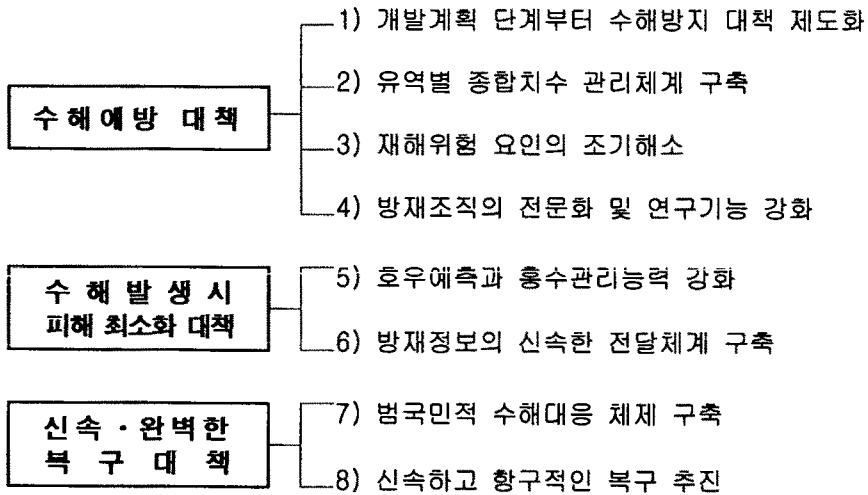 수해예방 대책
1) 개발계획 단계부터 수해방지 대책 제도화
2) 유역별 종합치수 관리체계 구축
3) 재해위험 요인의 조기해소
4) 방재조직의 전문화 및 연구기능 강화
수 해 발 생 시
피해 최소화 대책
5) 호우예측과 홍수관리능력 강화
6) 방재정보의 신속한 전달체계 구축
신속 · 완벽한
복 구 대 책
7) 범국민적 수해대응 체제 구축
8) 신속하고 항구적인 복구 추진